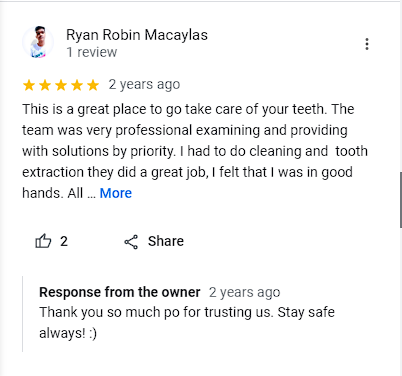 Ryan Robin Macaylas
1 review
2 years ago
This is a great place to go take care of your teeth. The
team was very professional examining and providing
with solutions by priority. I had to do cleaning and tooth
extraction they did a great job, I felt that I was in good
hands. All ... More
2
Share
Response from the owner 2 years ago
Thank you so much po for trusting us. Stay safe
always! :)